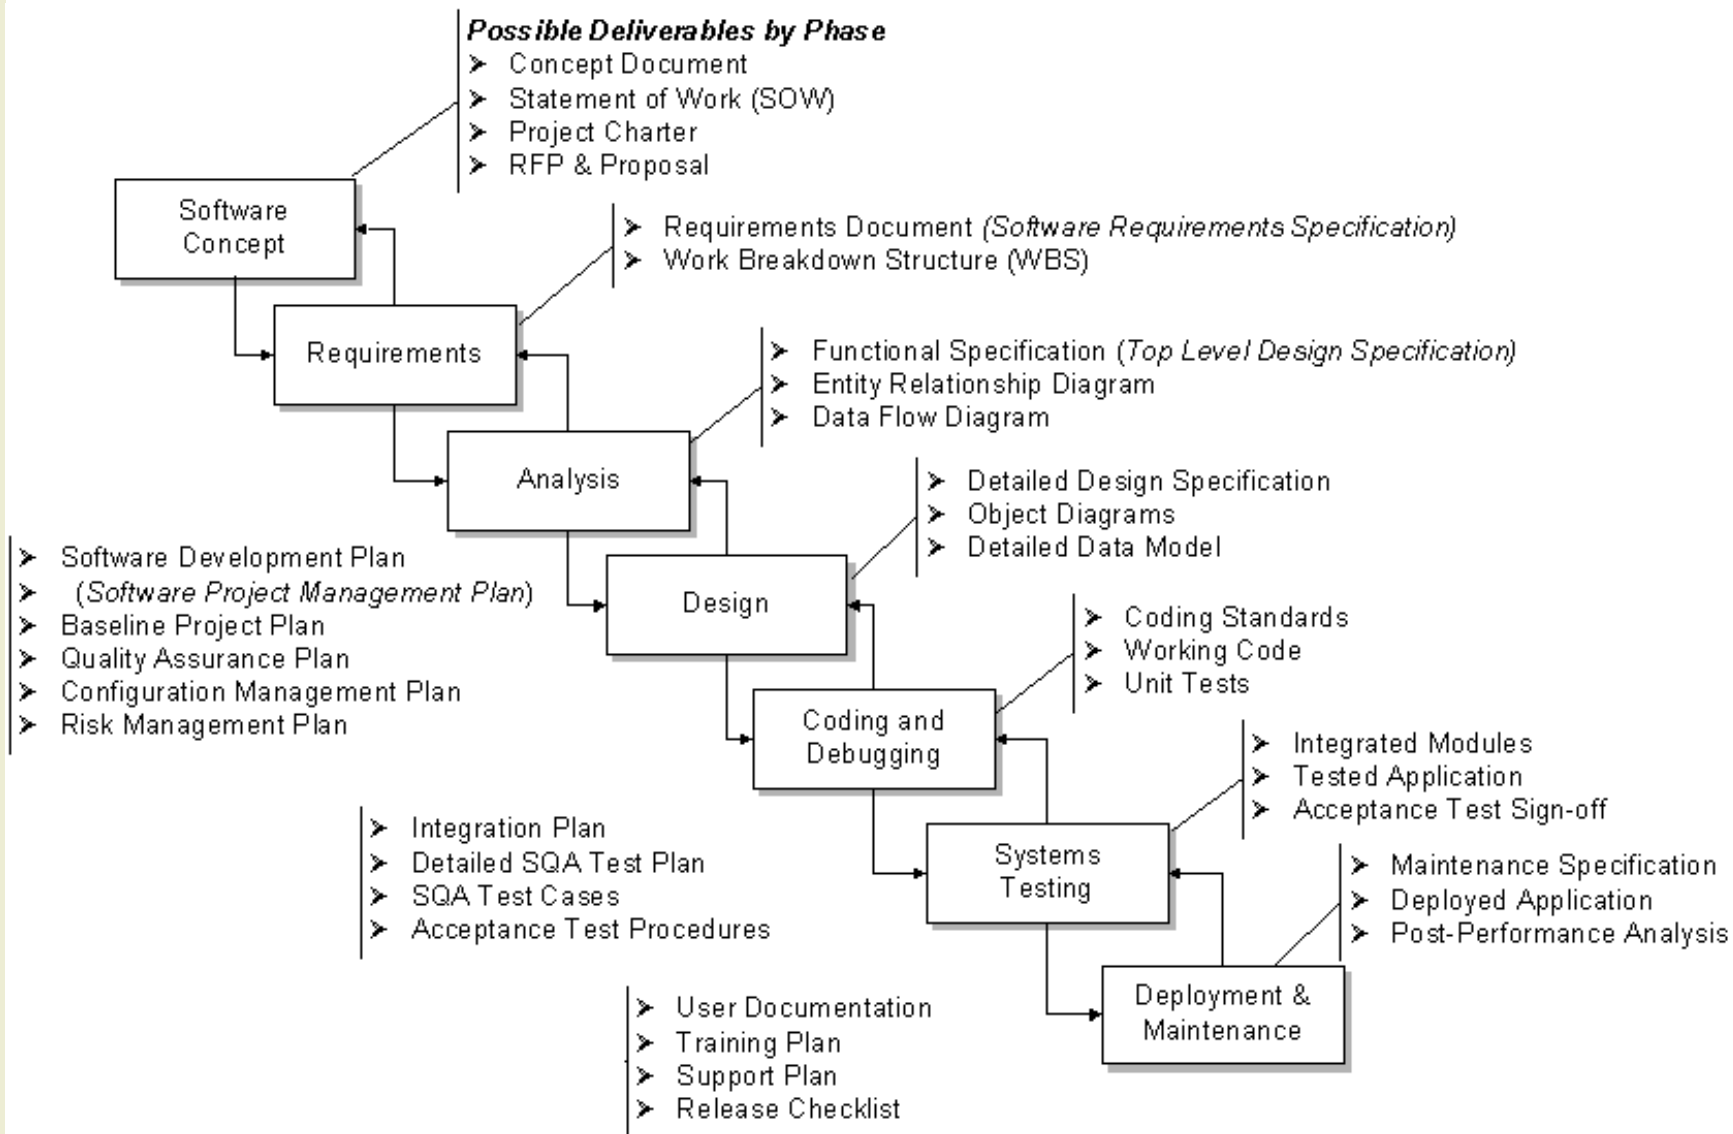 Possible Deliverables by Phase
➢ Concept Document
➢ Statement of Work (SOW)
➢ Project Charter
➢ RFP & Proposal
Software
Concept
➢ Requirements Document (Software Requirements Specification)
➢ Work Breakdown Structure (WBS)
Requirements
➢ Functional Specification (Top Level Design Specification)
➢ Entity Relationship Diagram
➢ Data Flow Diagram
Analysis
➢ Detailed Design Specification
➢ Object Diagrams
➢ Detailed Data Model
➢ Software Development Plan
➢ (Software Project Management Plan)
➢ Baseline Project Plan
➢ Quality Assurance Plan
➢ Configuration Management Plan
➢ Risk Management Plan
Design
➢ Coding Standards
➢ Working Code
➢ Unit Tests
Coding and
Debugging
➢ Integrated Modules
➢ Tested Application
➢ Acceptance Test Sign-off
➢ Integration Plan
➢ Detailed SQA Test Plan
➢ SQA Test Cases
➢ Acceptance Test Procedures
Systems
Testing
➢ Maintenance Specification
➢ Deployed Application
➢ Post-Performance Analysis
Deployment &
Maintenance
➢ User Documentation
➢ Training Plan
➢ Support Plan
➢ Release Checklist